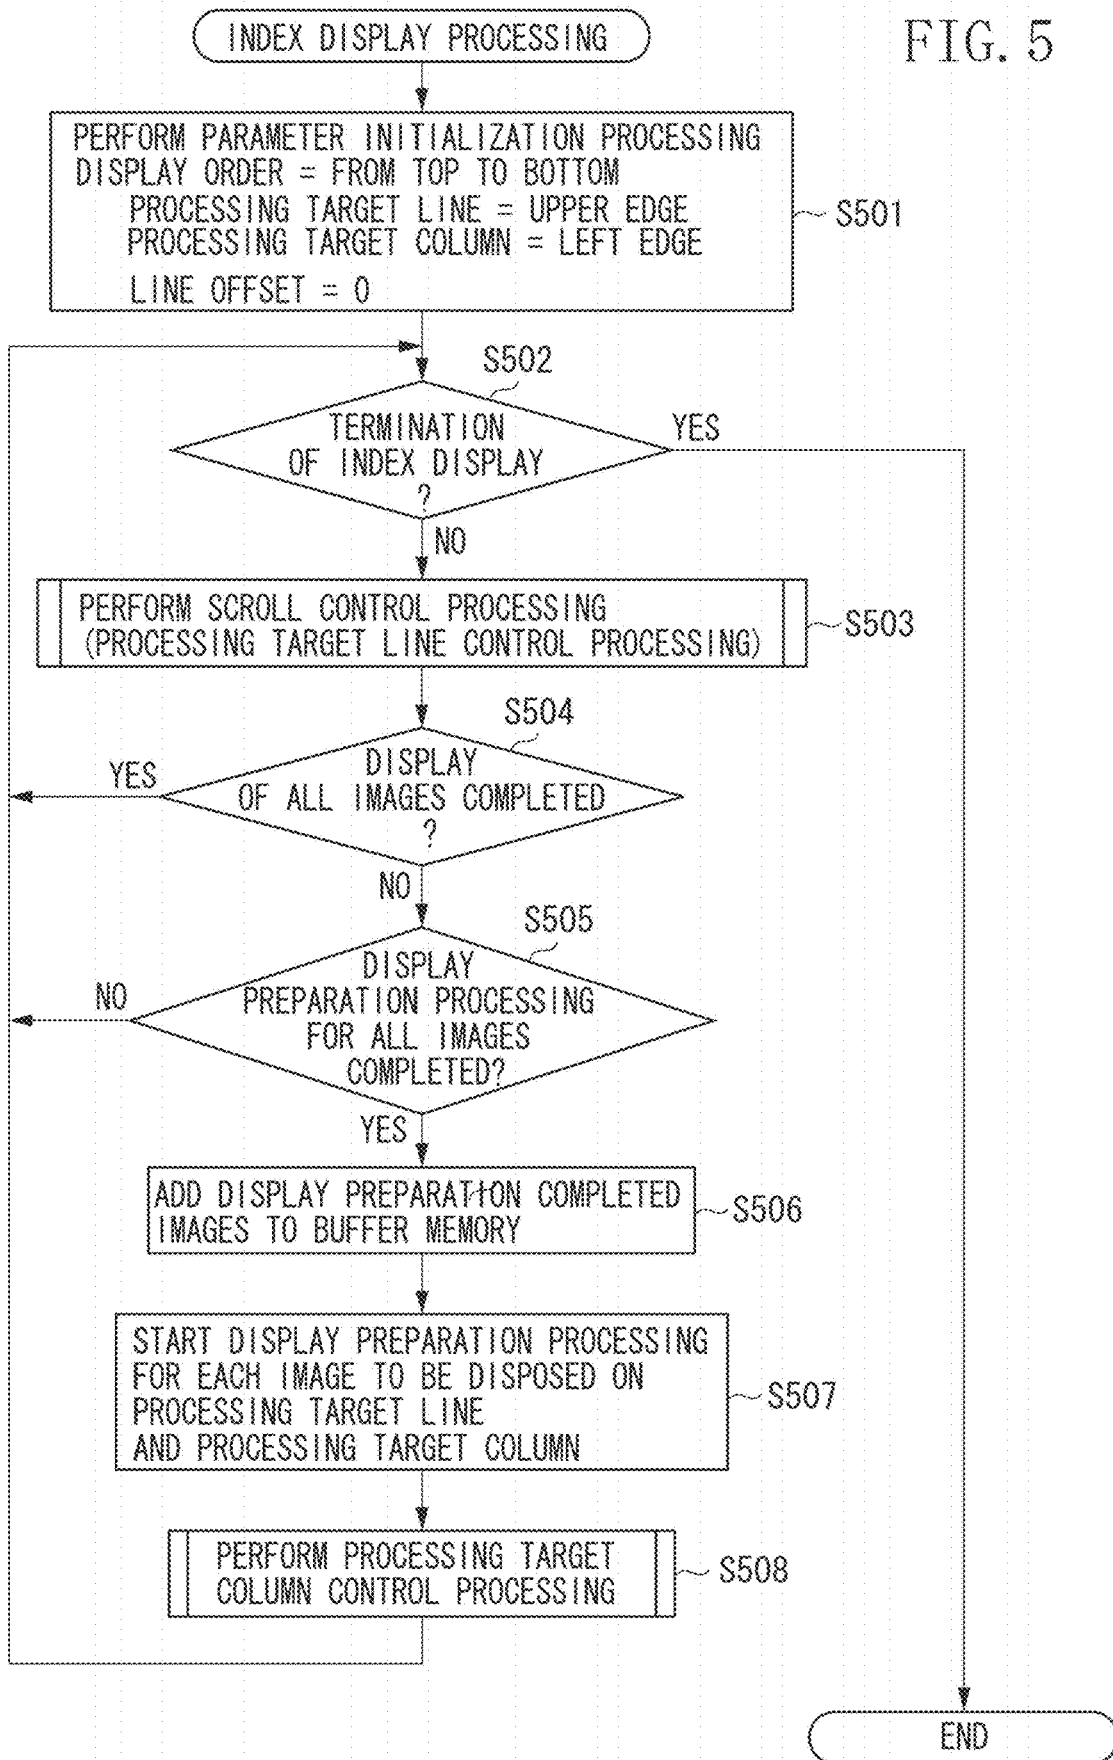 INDEX DISPLAY PROCESSING
FIG. 5
PERFORM PARAMETER INITIALIZATION PROCESSING
DISPLAY ORDER = FROM TOP TO BOTTOM
PROCESSING TARGET LINE = UPPER EDGE
PROCESSING TARGET COLUMN = LEFT EDGE
LINE OFFSET = 0
S501
S502
TERMINATION
OF INDEX DISPLAY
?
YES
NO
PERFORM SCROLL CONTROL PROCESSING
(PROCESSING TARGET LINE CONTROL PROCESSING)
S503
S504
DISPLAY
OF ALL IMAGES COMPLETED
?
YES
NO
S505
DISPLAY
PREPARATION PROCESSING
FOR ALL IMAGES
COMPLETED?
NO
YES
ADD DISPLAY PREPARATION COMPLETED
IMAGES TO BUFFER MEMORY
S506
START DISPLAY PREPARATION PROCESSING
FOR EACH IMAGE TO BE DISPOSED ON
PROCESSING TARGET LINE
AND PROCESSING TARGET COLUMN
S507
PERFORM PROCESSING TARGET
COLUMN CONTROL PROCESSING
S508
END